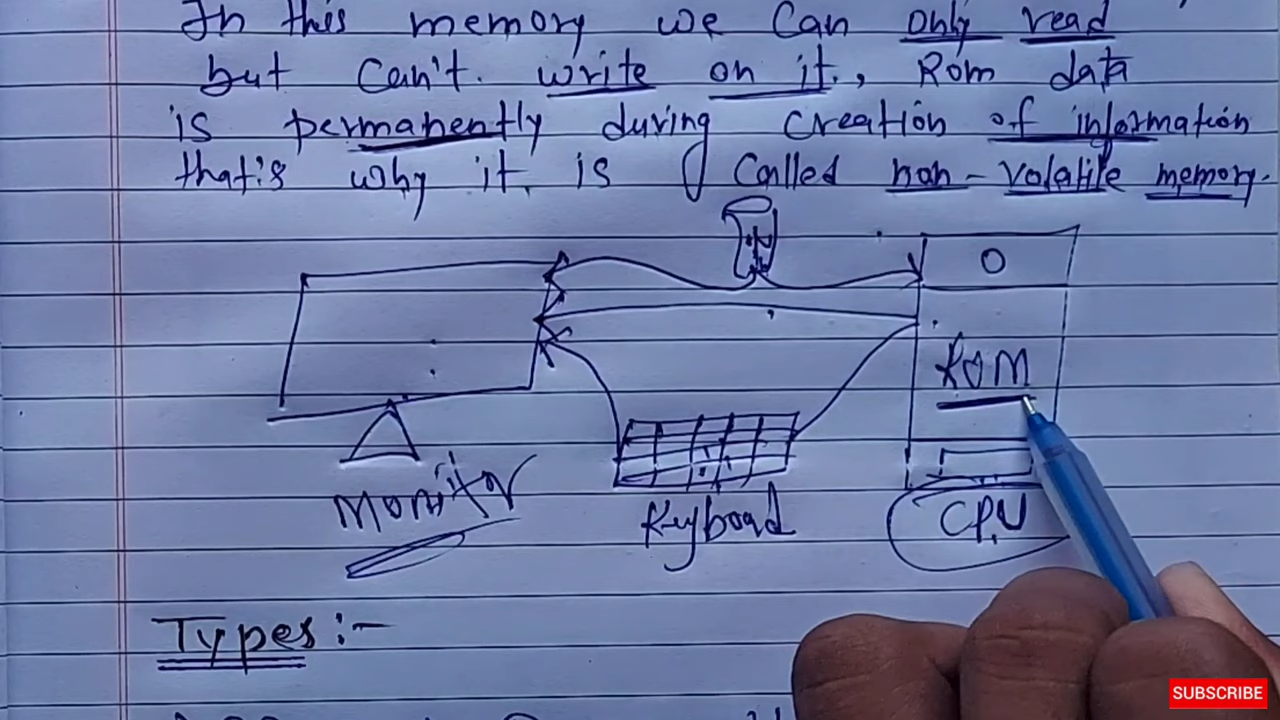 In this memory we can only read
but can't. write on it., Rom data
is permanently during creation of information
that's why it is called non-volatile memory.
ROM
Monitor
Keyboad
CPU
Types:-
SUBSCRIBE